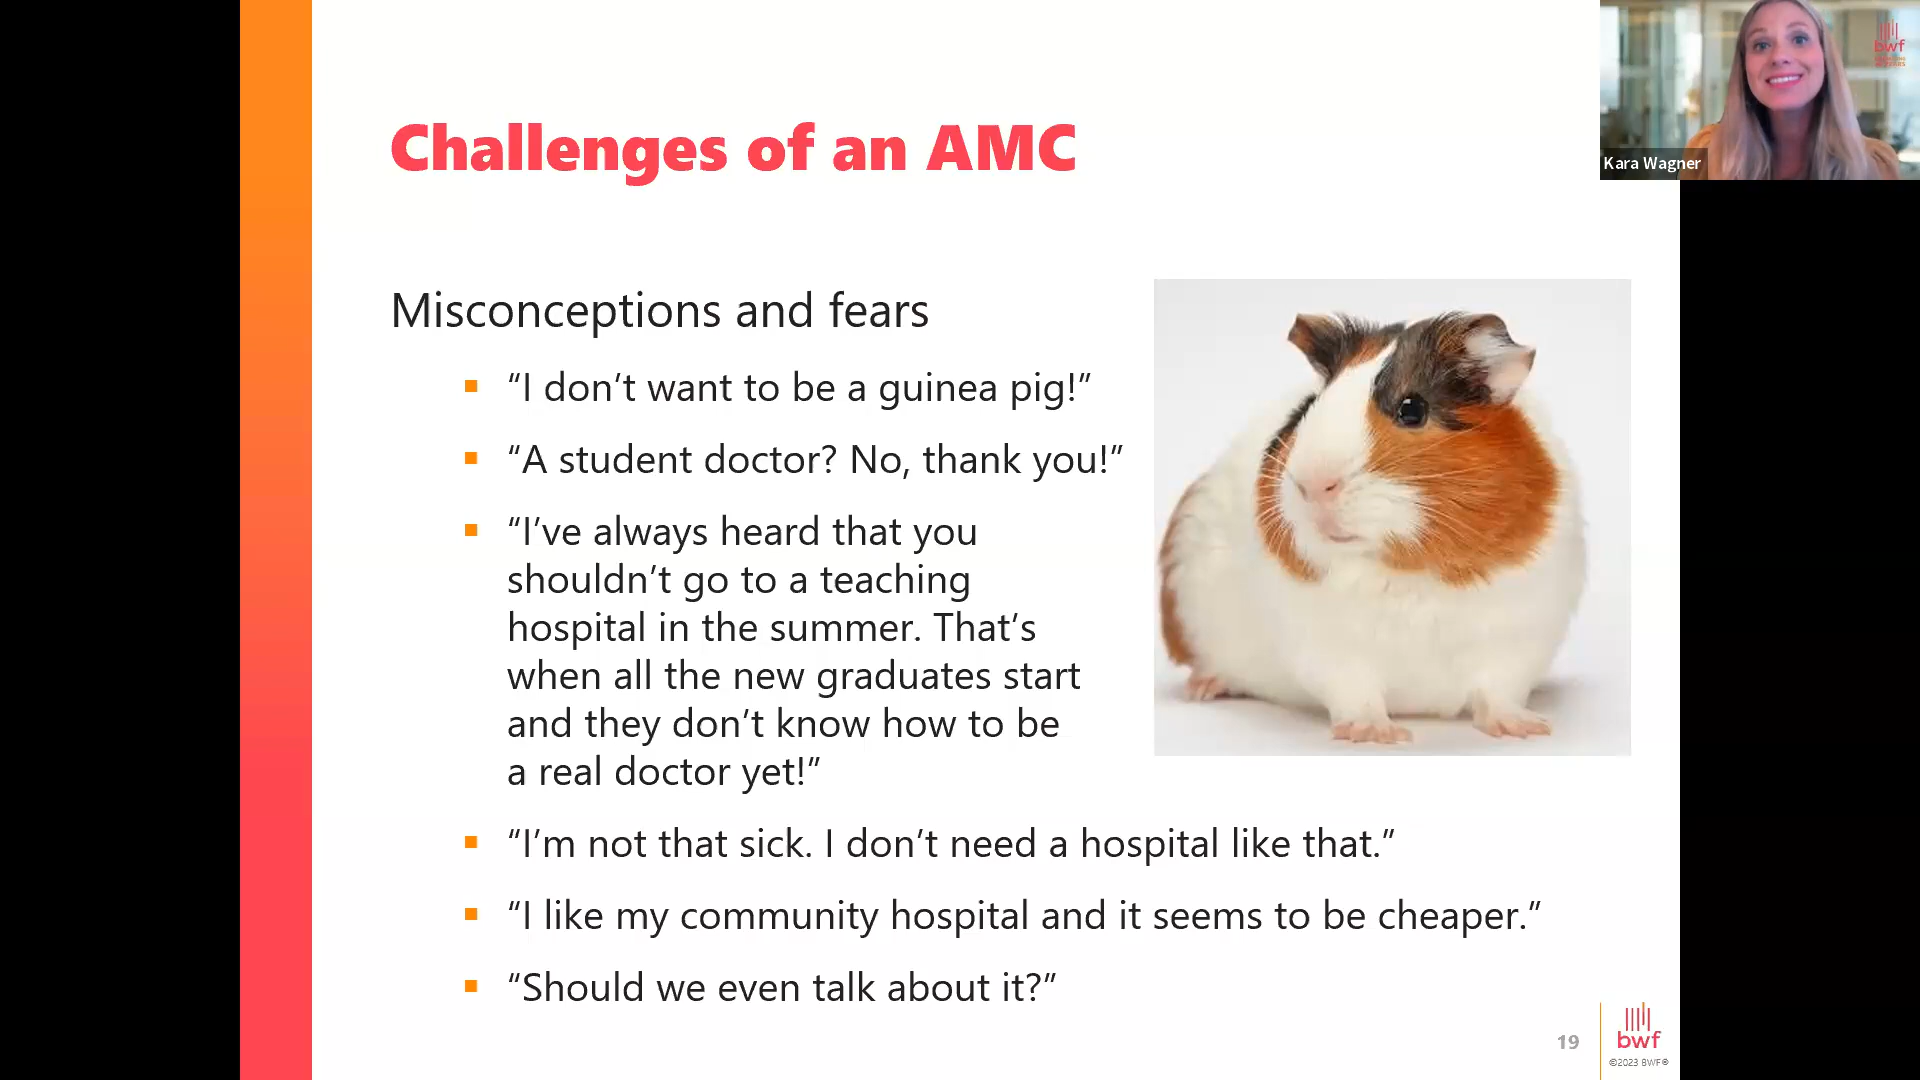 bwf
Kara Wagner
Challenges of an AMC
Misconceptions and fears
“I don’t want to be a guinea pig!”
“A student doctor? No, thank you!”
“I’ve always heard that you
shouldn’t go to a teaching
hospital in the summer. That’s
when all the new graduates start
and they don’t know how to be
a real doctor yet!”
“I’m not that sick. I don’t need a hospital like that.”
“I like my community hospital and it seems to be cheaper.”
“Should we even talk about it?”
19
bwf
©2023 BWF®